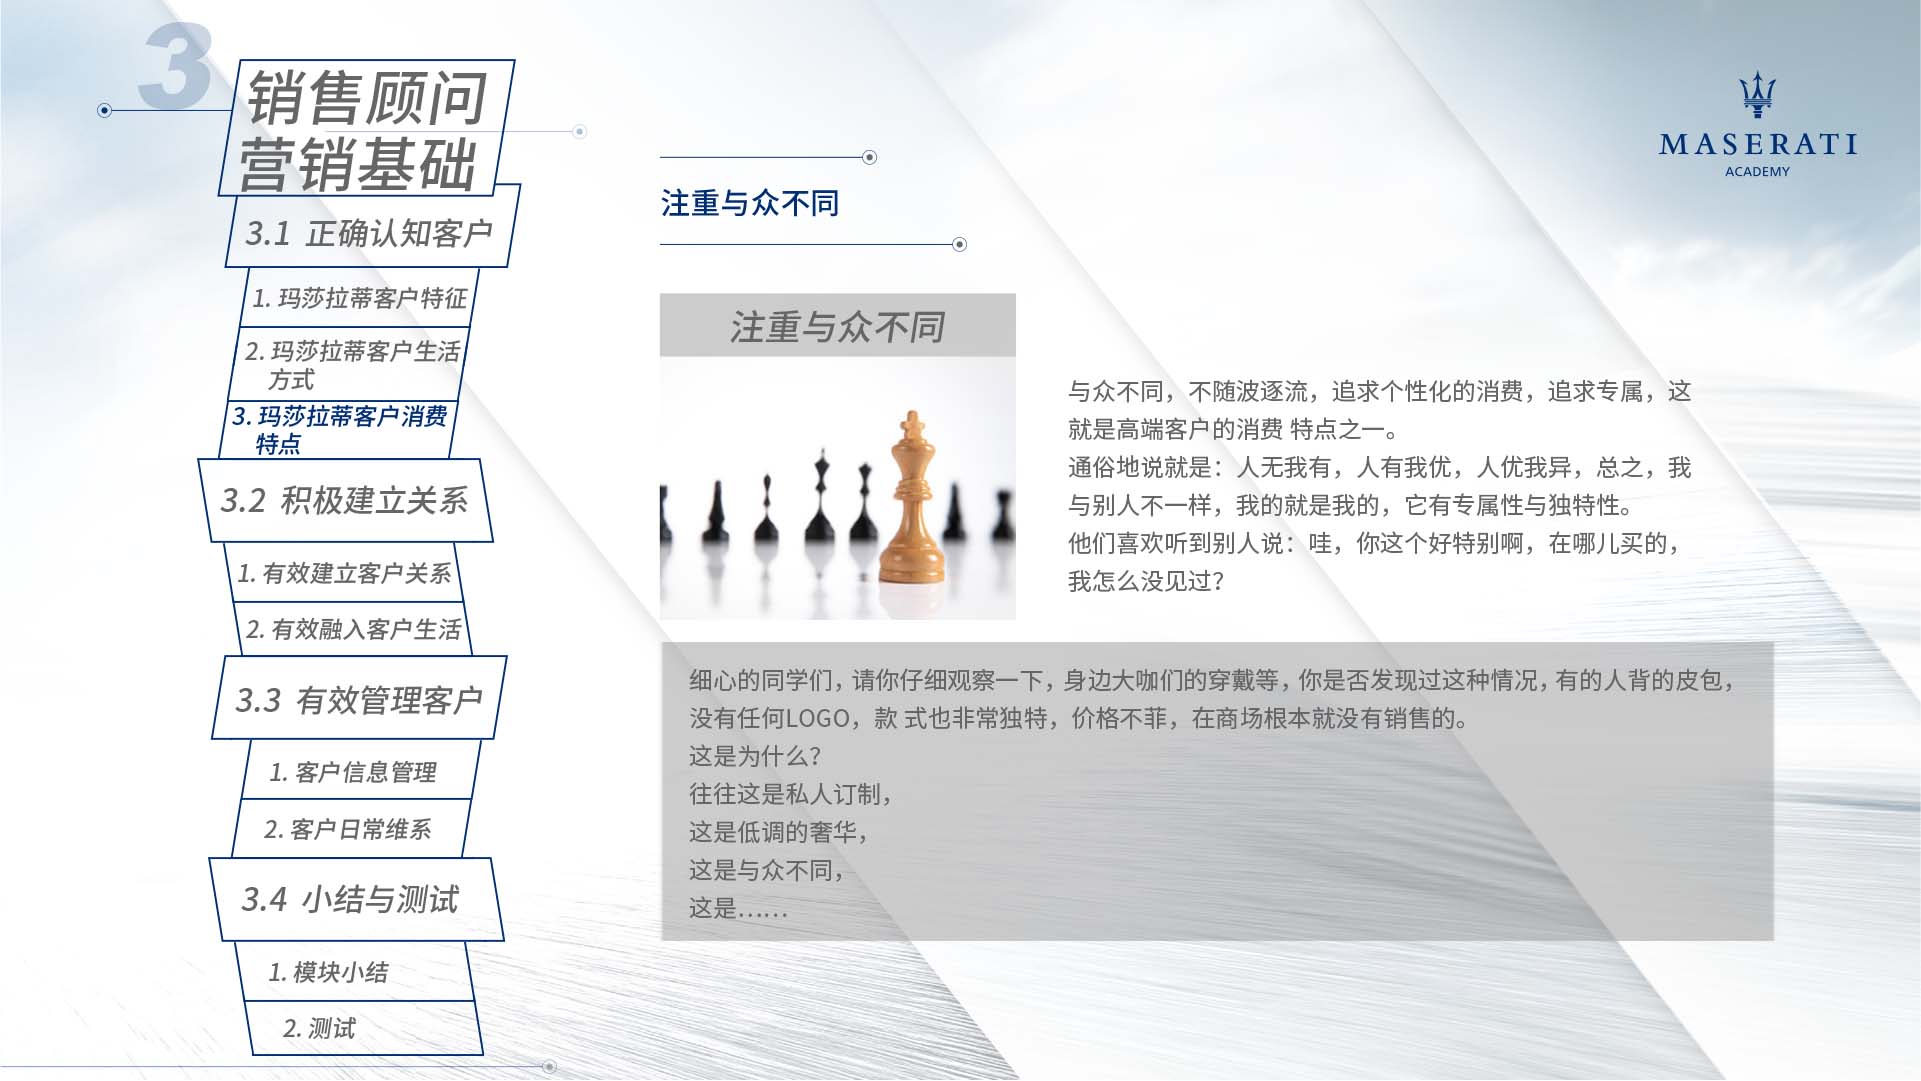 3
销售顾问
营销基础
3.1 正确认知客户
1. 玛莎拉蒂客户特征
2. 玛莎拉蒂客户生活
方式
3. 玛莎拉蒂客户消费
特点
3.2 积极建立关系
1. 有效建立客户关系
2. 有效融入客户生活
3.3 有效管理客户
1. 客户信息管理
2. 客户日常维系
3.4 小结与测试
1. 模块小结
2. 测试
MASERATI
ACADEMY
注重与众不同
注重与众不同
与众不同，不随波逐流，追求个性化的消费，追求专属，这
就是高端客户的消费 特点之一。
通俗地说就是：人无我有，人有我优，人优我异，总之，我
与别人不一样，我的就是我的，它有专属性与独特性。
他们喜欢听到别人说：哇，你这个好特别啊，在哪儿买的，
我怎么没见过？
细心的同学们，请你仔细观察一下，身边大咖们的穿戴等，你是否发现过这种情况，有的人背的皮包，
没有任何LOGO，款 式也非常独特，价格不菲，在商场根本就没有销售的。
这是为什么？
往往这是私人订制，
这是低调的奢华，
这是与众不同，
这是……